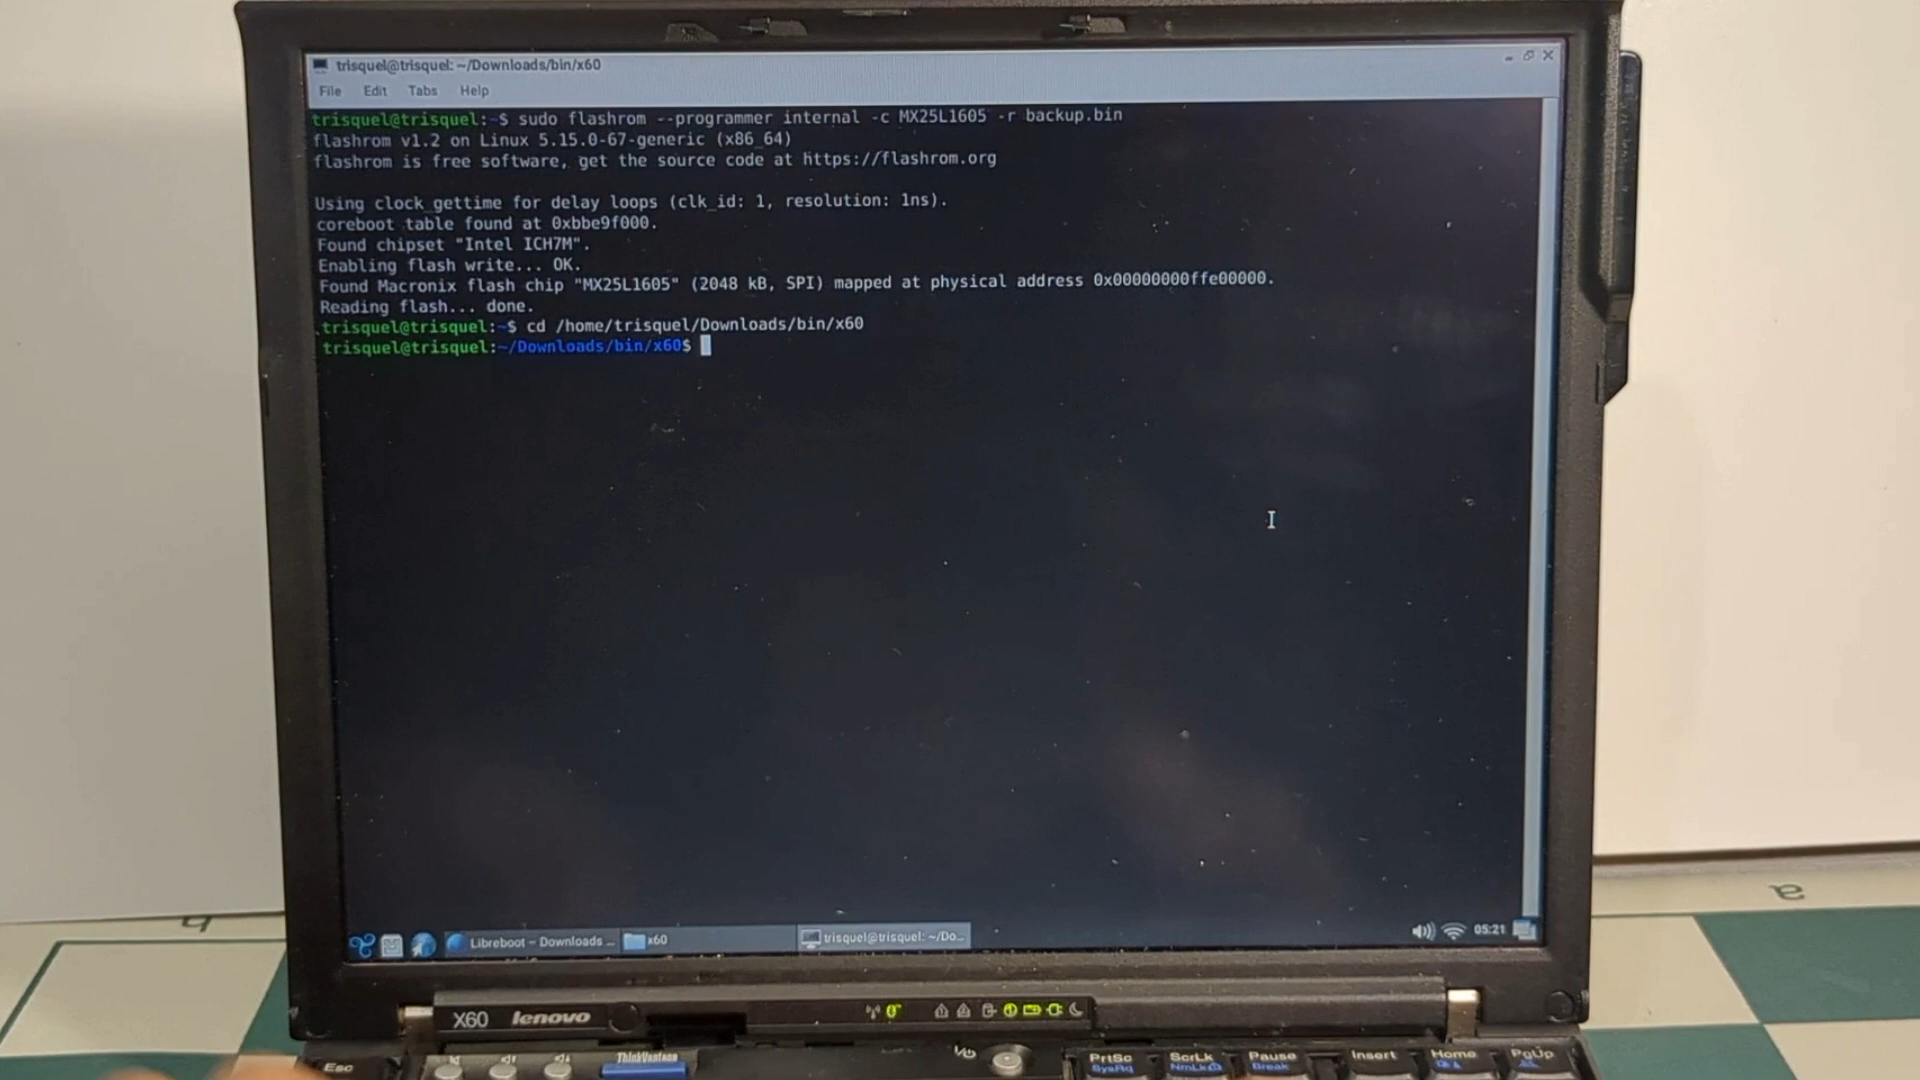 trisquel@trisquel: ~/Downloads/bin/x60
File Edit Tabs Help
trisquel@trisquel:~$ sudo flashrom --programmer internal -c MX25L1605 -r backup.bin
flashrom v1.2 on Linux 5.15.0-67-generic (x86_64)
flashrom is free software, get the source code at https://flashrom.org
Using clock_gettime for delay loops (clk_id: 1, resolution: 1ns).
coreboot table found at 0xbbe9f000.
Found chipset "Intel ICH7M".
Enabling flash write... OK.
Found Macronix flash chip "MX25L1605" (2048 kB, SPI) mapped at physical address 0x00000000ffe00000.
Reading flash... done.
trisquel@trisquel:~$ cd /home/trisquel/Downloads/bin/x60
trisquel@trisquel:~/Downloads/bin/x60$
Libreboot – Downloads ... x60 trisquel@trisquel: ~/Do... 05:21
X60 lenovo
Esc ThinkVantage PrtSc ScrLk Pause Insert Home PgUp
SysRq NmLk Break
h
a